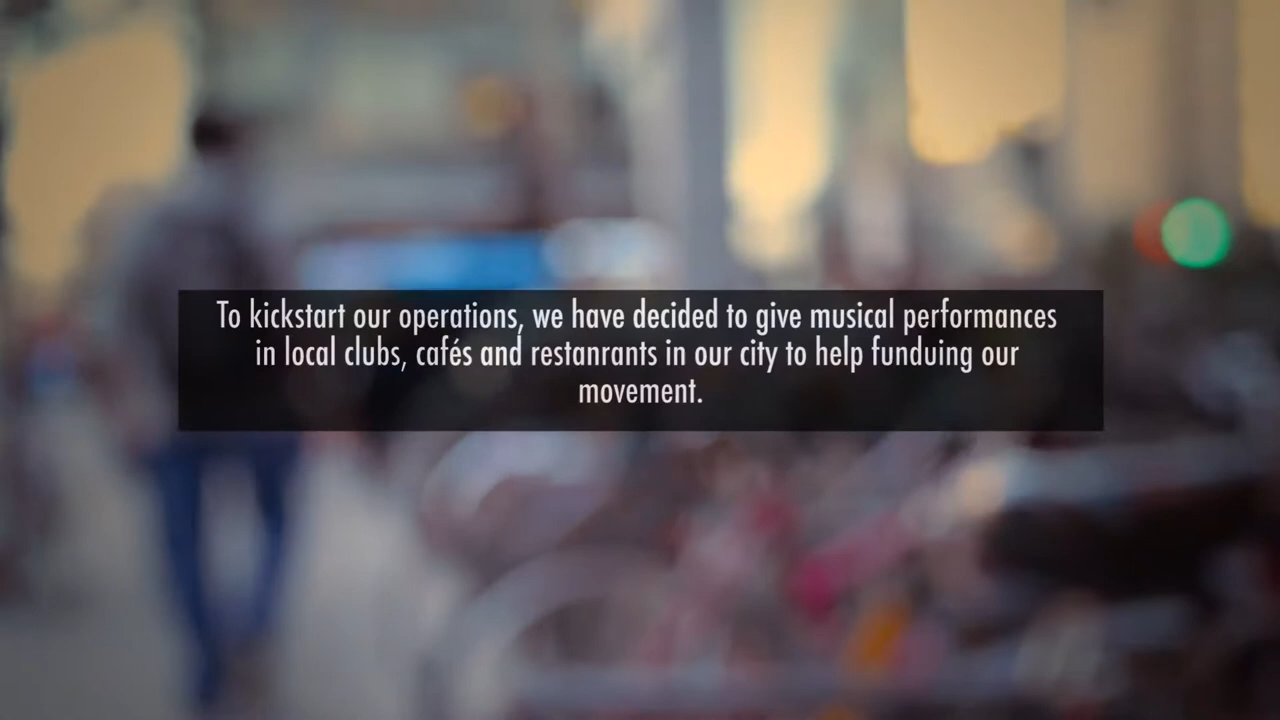 To kickstart our operations, we have decided to give musical performances
in local clubs, cafés and restanrants in our city to help funduing our
movement.